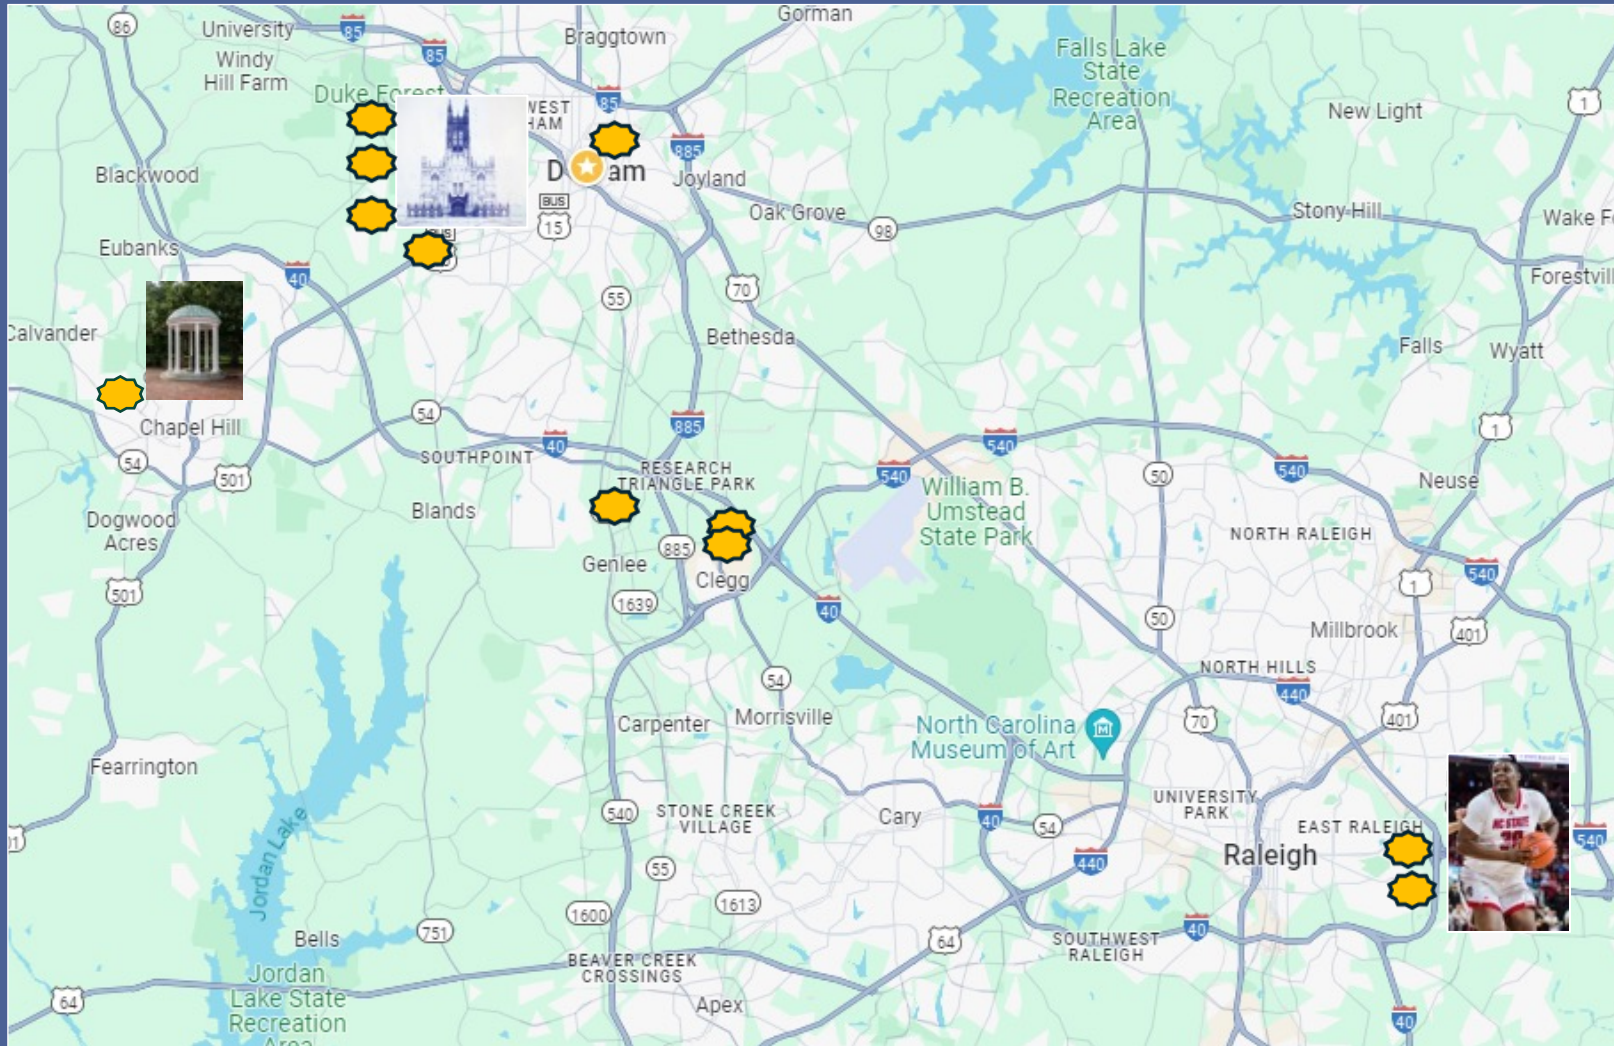 86
University
85
Gorman
Windy
Hill Farm
85
Braggtown
Falls Lake
State
Recreation
Area
Duke Forest
85
WEST
HAM
New Light
1
885
D am
Joyland
Blackwood
BUS
15
Oak Grove
98
Stony Hill
Wake Fo
Eubanks
40
55
70
Forestvill
Calvander
Bethesda
Falls
Wyatt
54
885
Chapel Hill
40
540
1
54
501
SOUTHPOINT
RESEARCH
TRIANGLE PARK
540
50
540
Neuse
William B.
Umstead
State Park
Blands
Dogwood
Acres
NORTH RALEIGH
885
Genlee
Clegg
540
1
501
1639
40
50
Millbrook
401
NORTH HILLS
440
54
Carpenter
Morrisville
North Carolina
Museum of Art
70
401
Fearrington
540
STONE CREEK
VILLAGE
Cary
40
54
UNIVERSITY
PARK
EAST RALEIGH
NC STATE
540
01
Jordan Lake
55
440
Raleigh
1600
1613
751
Bells
64
SOUTHWEST
RALEIGH
40
BEAVER CREEK
CROSSINGS
Jordan
Lake State
Recreation
Area
64
Apex
40